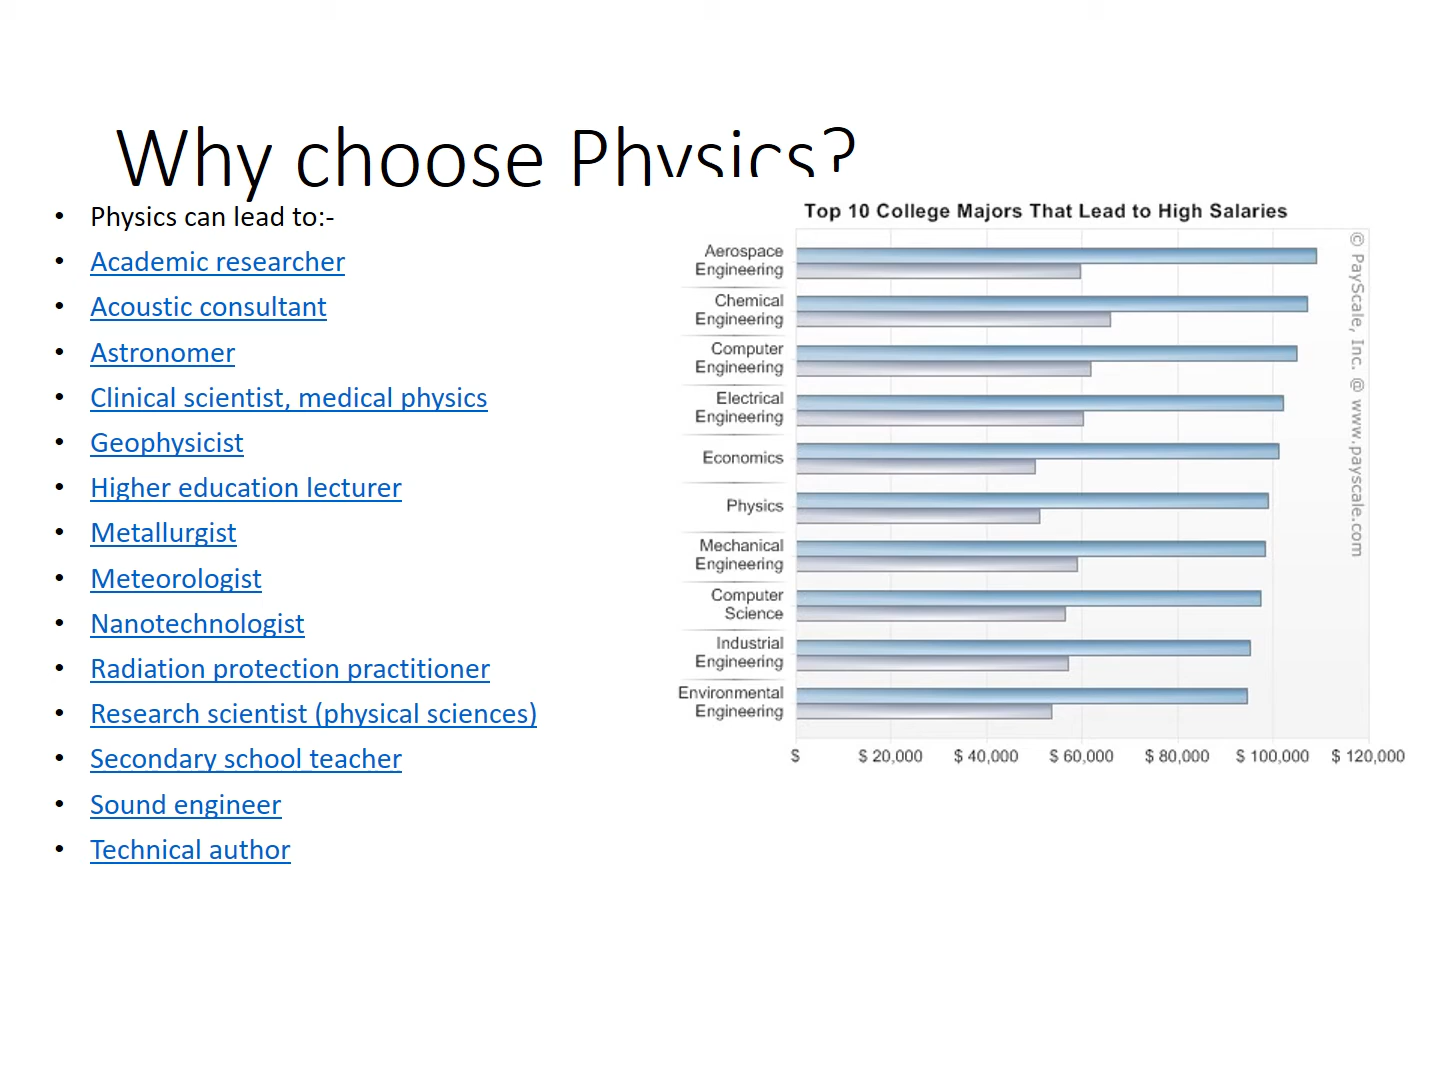 Why choose Physics?
• Physics can lead to:-
• Academic researcher
• Acoustic consultant
• Astronomer
• Clinical scientist, medical physics
• Geophysicist
• Higher education lecturer
• Metallurgist
• Meteorologist
• Nanotechnologist
• Radiation protection practitioner
• Research scientist (physical sciences)
• Secondary school teacher
• Sound engineer
• Technical author
Top 10 College Majors That Lead to High Salaries
Aerospace
Engineering
Chemical
Engineering
Computer
Engineering
Electrical
Engineering
Economics
Physics
Mechanical
Engineering
Computer
Science
Industrial
Engineering
Environmental
Engineering
$ $ 20,000 $ 40,000 $ 60,000 $ 80,000 $ 100,000 $ 120,000
© PayScale, Inc. @ www.payscale.com